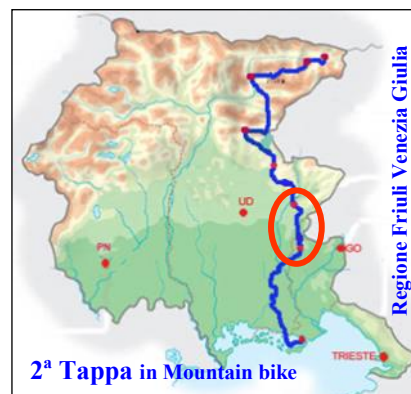 Regione Friuli Venezia Giulia
UD
PN
GO
TRIESTE
2ª Tappa in Mountain bike